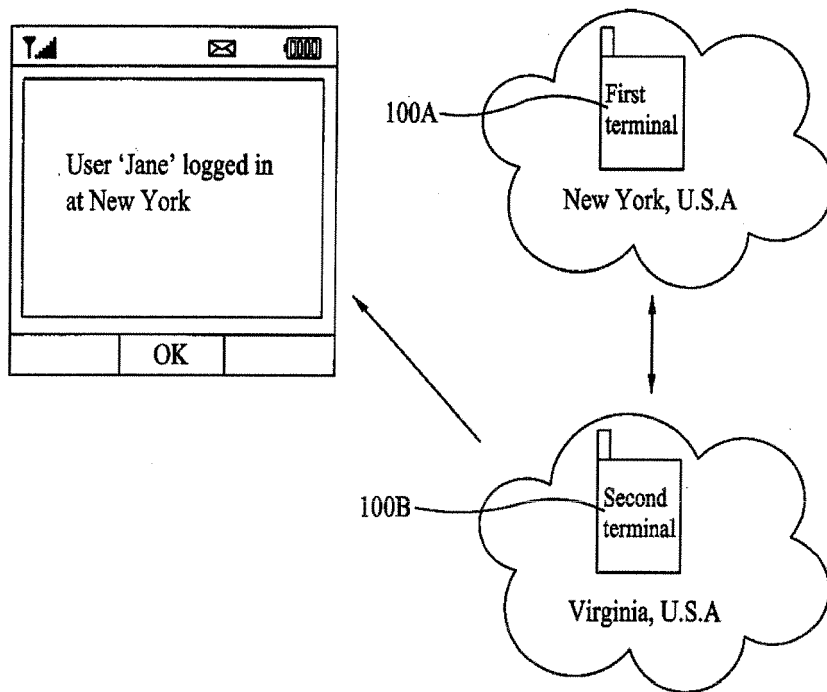 User 'Jane' logged in
at New York
OK
100A
First
terminal
New York, U.S.A
100B
Second
terminal
Virginia, U.S.A